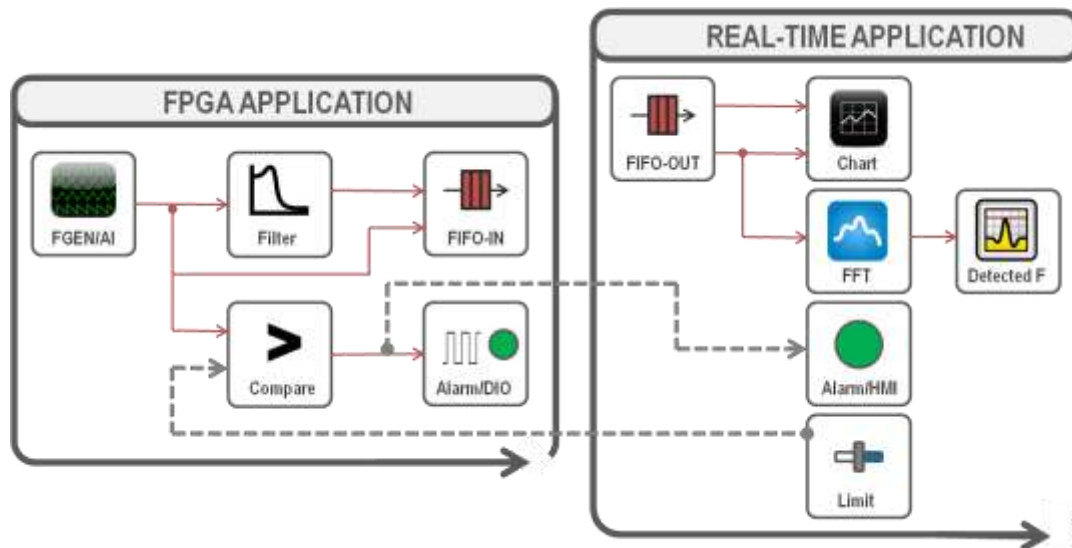 REAL-TIME APPLICATION
FPGA APPLICATION
FIFO-OUT
Chart
FGEN/AI
Filter
FIFO-IN
FFT
Detected F
Compare
Alarm/DIO
Alarm/HMI
Limit